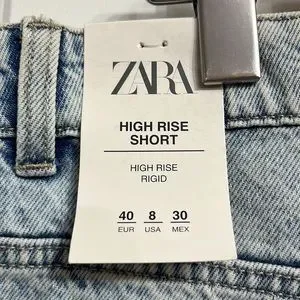 ZARA
HIGH RISE
SHORT
HIGH RISE
RIGID
40 8 30
EUR USA MEX